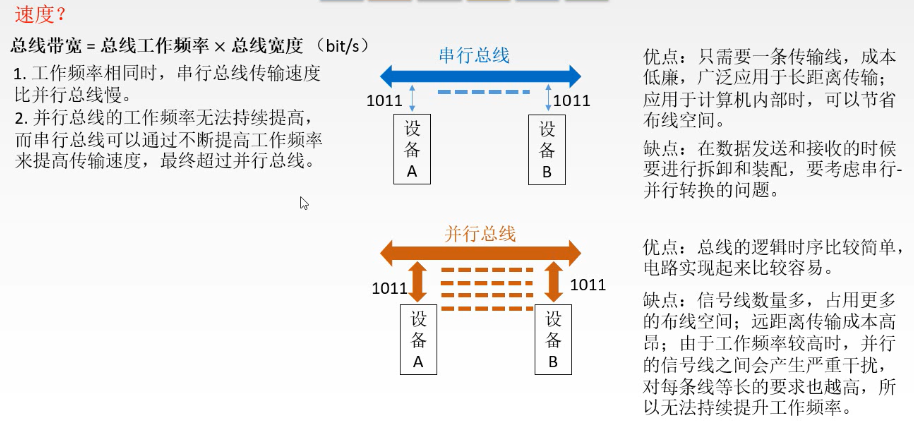 速度？
总线带宽 = 总线工作频率 × 总线宽度 （bit/s）
1. 工作频率相同时，串行总线传输速度
比并行总线慢。
2. 并行总线的工作频率无法持续提高，
而串行总线可以通过不断提高工作频率
来提高传输速度，最终超过并行总线。
串行总线
1011
1011
设
备
A
设
备
B
优点：只需要一条传输线，成本
低廉，广泛应用于长距离传输；
应用于计算机内部时，可以节省
布线空间。
缺点：在数据发送和接收的时候
要进行拆卸和装配，要考虑串行-
并行转换的问题。
并行总线
1011
1011
设
备
A
设
备
B
优点：总线的逻辑时序比较简单，
电路实现起来比较容易。
缺点：信号线数量多，占用更多
的布线空间；远距离传输成本高
昂；由于工作频率较高时，并行
的信号线之间会产生严重干扰，
对每条线等长的要求也越高，所
以无法持续提升工作频率。